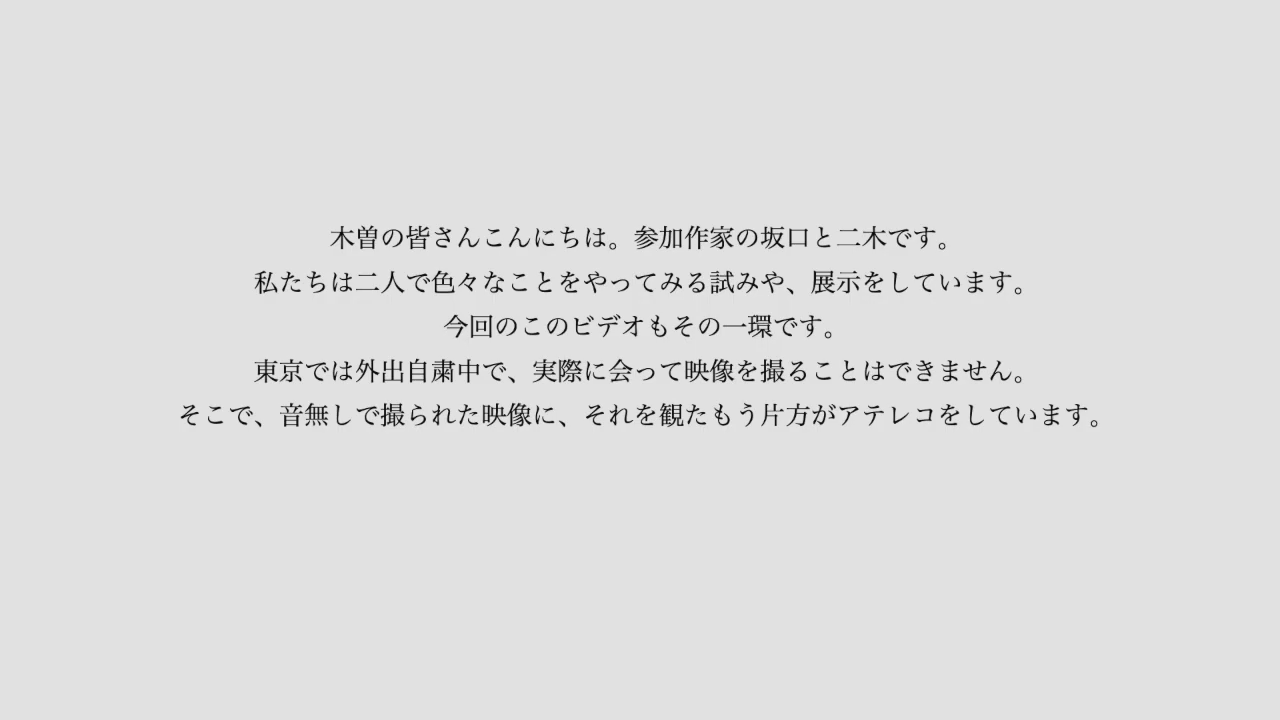 木曽の皆さんこんにちは。参加作家の坂口と二木です。
私たちは二人で色々なことをやってみる試みや、展示をしています。
今回のこのビデオもその一環です。
東京では外出自粛中で、実際に会って映像を撮ることはできません。
そこで、音無しで撮られた映像に、それを観たもう片方がアテレコをしています。